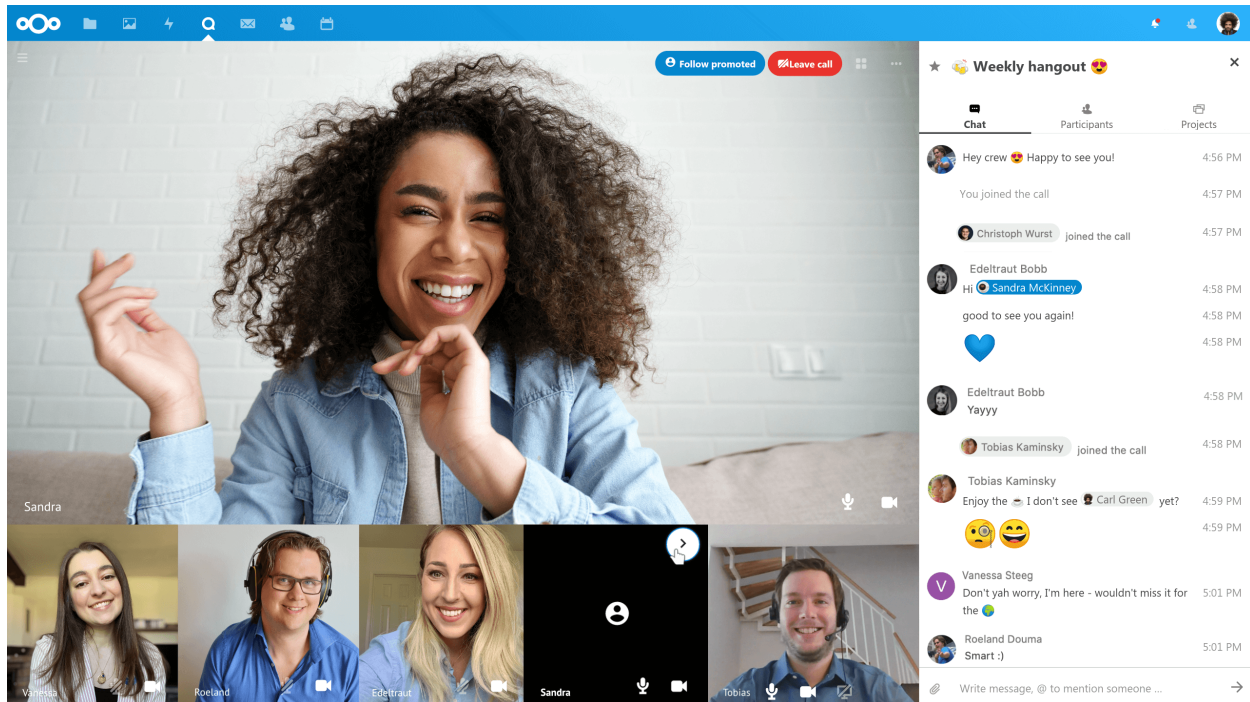 Follow promoted
Leave call
Weekly hangout
Chat
Participants
Projects
Hey crew 😍 Happy to see you!
4:56 PM
You joined the call
4:57 PM
Christoph Wurst joined the call
4:57 PM
Edeltraut Bobb
Hi Sandra McKinney
4:58 PM
good to see you again!
4:58 PM
4:58 PM
Edeltraut Bobb
4:58 PM
Yayyy
Tobias Kaminsky joined the call
4:58 PM
Tobias Kaminsky
Enjoy the ☕ I don't see Carl Green yet?
4:59 PM
4:59 PM
V
Vanessa Steeg
Don't yah worry, I'm here - wouldn't miss it for
5:01 PM
the 🌍
Roeland Douma
Smart :)
5:01 PM
Write message, @ to mention someone ...
Sandra
Vanessa
Roeland
Edeltraut
Sandra
Tobias